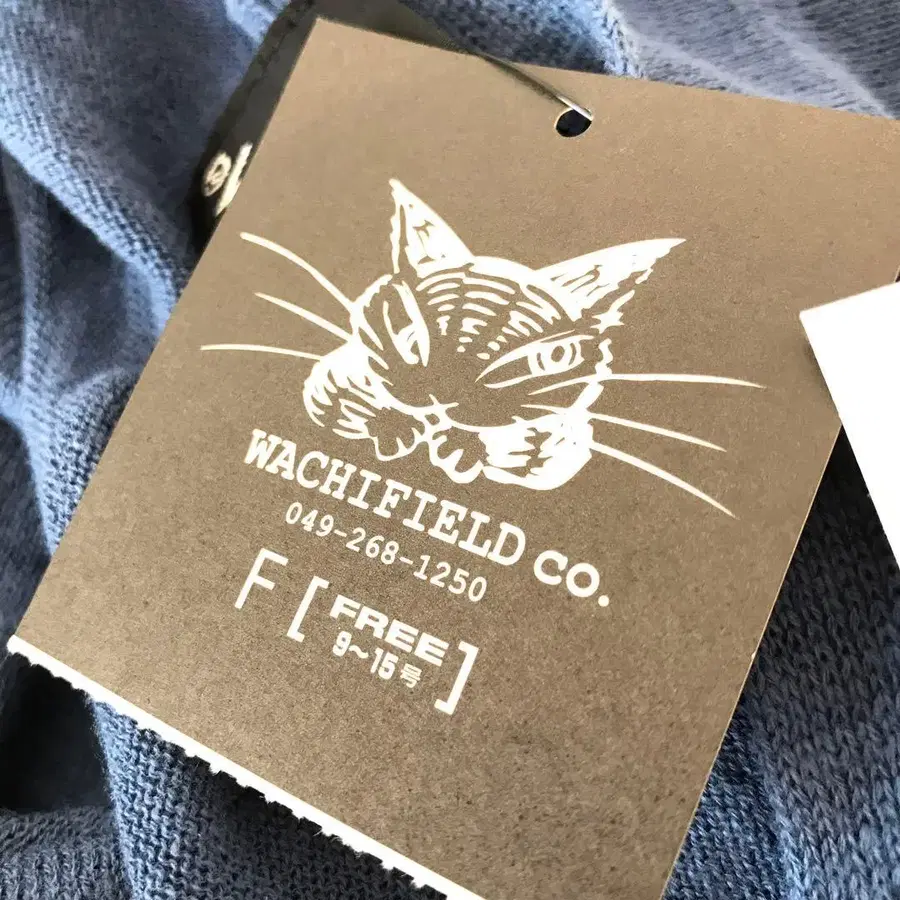 WACHIFIELD CO.
049-268-1250
F [FREE
9～15号]